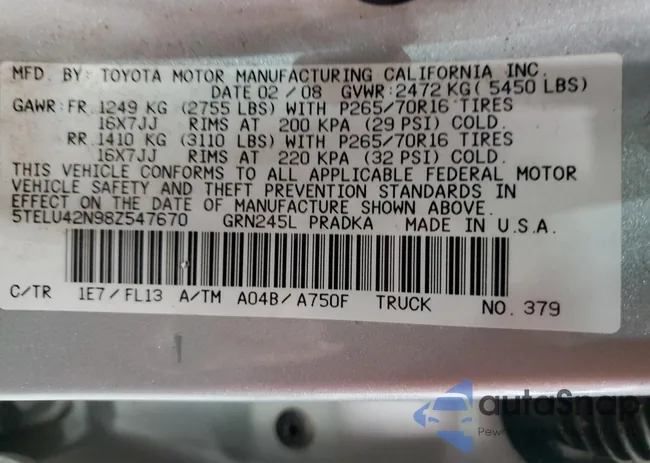 MFD. BY: TOYOTA MOTOR MANUFACTURING CALIFORNIA INC.
DATE 02 / 08 GVWR:2472 KG( 5450 LBS)
GAWR:FR. 1249 KG (2755 LBS) WITH P265/70R16 TIRES
16X7JJ RIMS AT 200 KPA (29 PSI) COLD.
RR. 1410 KG (3110 LBS) WITH P265/70R16 TIRES
16X7JJ RIMS AT 220 KPA (32 PSI) COLD.
THIS VEHICLE CONFORMS TO ALL APPLICABLE FEDERAL MOTOR
VEHICLE SAFETY AND THEFT PREVENTION STANDARDS IN
EFFECT ON THE DATE OF MANUFACTURE SHOWN ABOVE.
5TELU42N98Z547670 GRN245L PRADKA MADE IN U.S.A.
C/TR 1E7/FL13 A/TM A04B/A750F TRUCK NO. 379
autoSnap
Powe